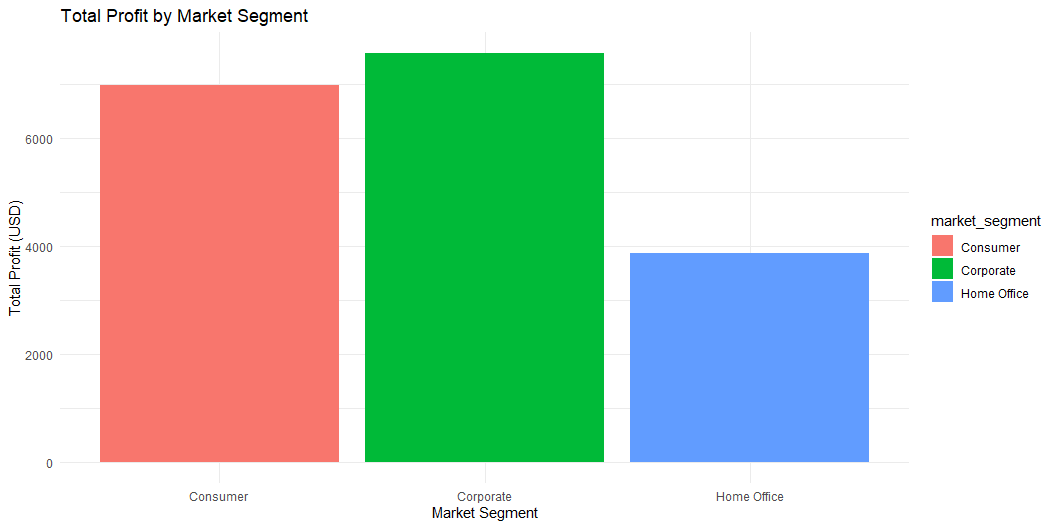 Total Profit by Market Segment
Total Profit (USD)
6000
4000
2000
0
Consumer
Corporate
Home Office
Market Segment
market_segment
Consumer
Corporate
Home Office